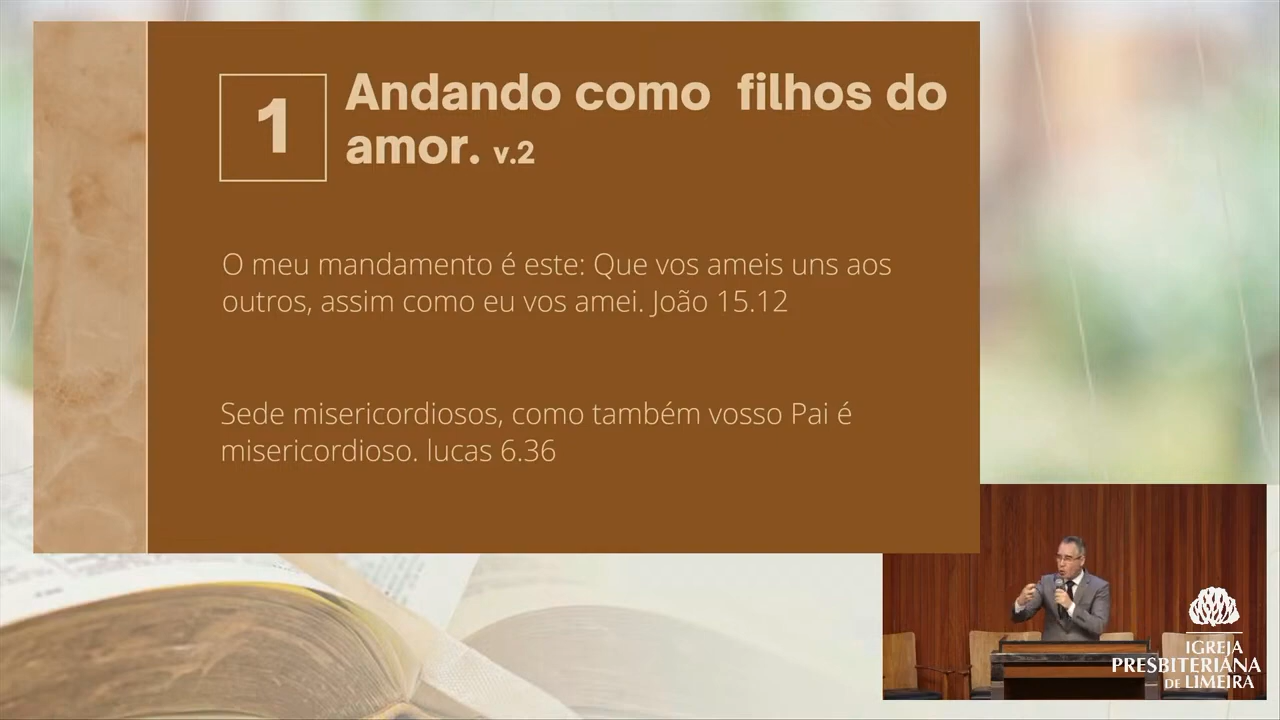 1
Andando como filhos do
amor. v.2
O meu mandamento é este: Que vos ameis uns aos
outros, assim como eu vos amei. João 15.12
Sede misericordiosos, como também vosso Pai é
misericordioso. lucas 6.36
IGREJA
PRESBITERIANA
DE LIMEIRA